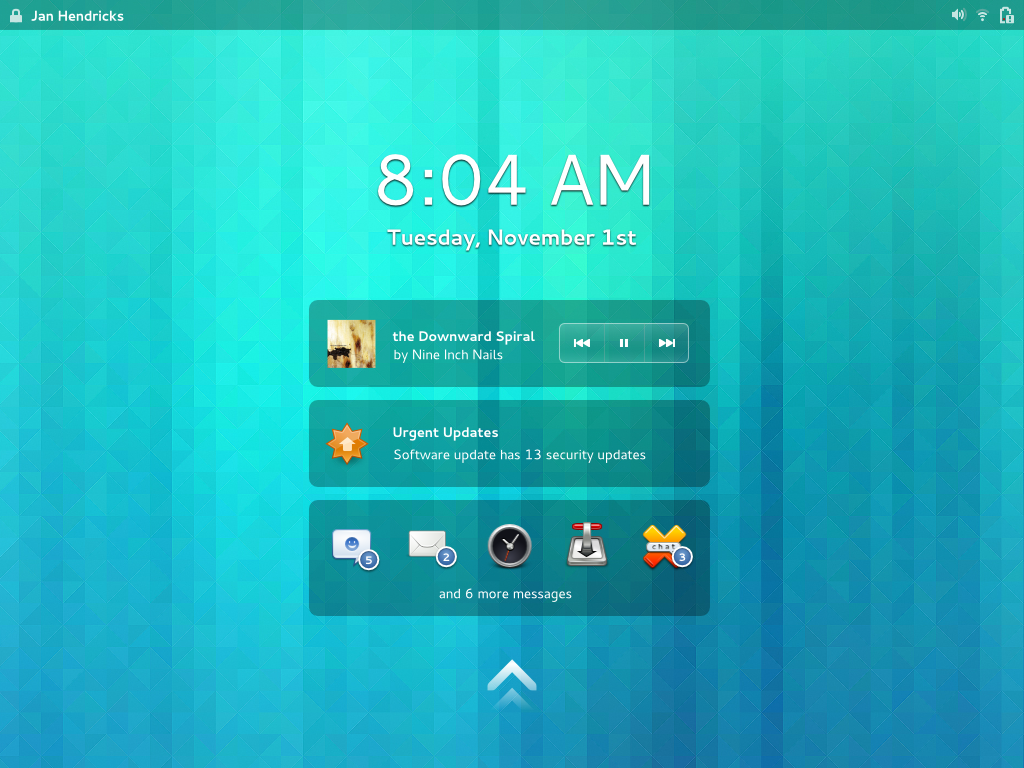 Jan Hendricks
8:04 AM
Tuesday, November 1st
the Downward Spiral
by Nine Inch Nails
Urgent Updates
Software update has 13 security updates
5
2
chat
3
and 6 more messages